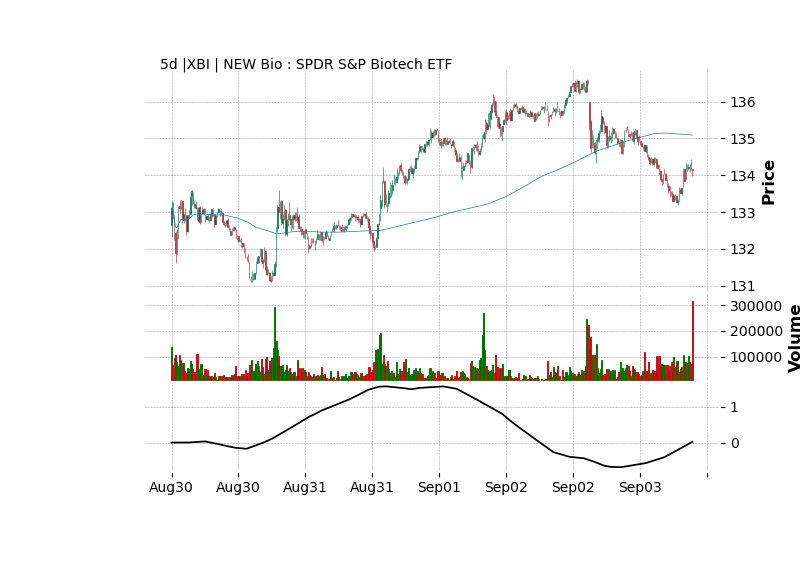 5d |XBI | NEW Bio : SPDR S&P Biotech ETF
136
135
134
133
132
131
Price
300000
200000
100000
Volume
1
0
Aug30 Aug30 Aug31 Aug31 Sep01 Sep02 Sep02 Sep03